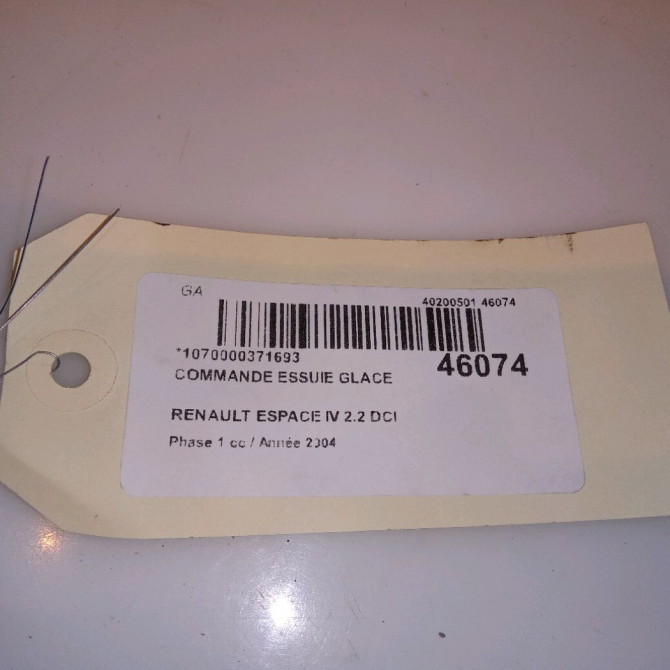 GA
40200501 46074
*1070000371693
46074
COMMANDE ESSUIE GLACE
RENAULT ESPACE IV 2.2 DCI
Phase 1 cc / Année 2004